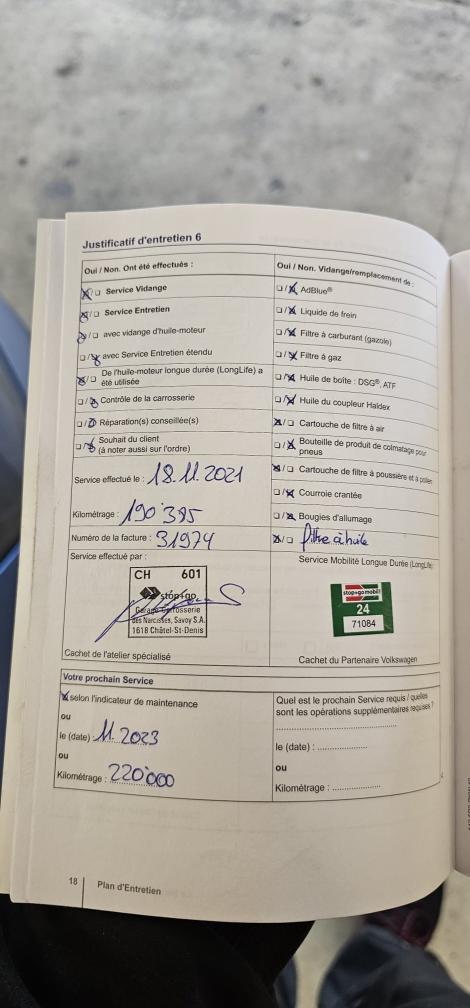 Justificatif d'entretien 6
Oui / Non. Ont été effectués :
☒/☐ Service Vidange
☒/☐ Service Entretien
☒/☐ avec vidange d'huile-moteur
☐/☒ avec Service Entretien étendu
☒/☐ De l'huile-moteur longue durée (LongLife) a
été utilisée
☐/☒ Contrôle de la carrosserie
☐/☒ Réparation(s) conseillée(s)
☐/☒ Souhait du client
(à noter aussi sur l'ordre)
Service effectué le : 18.11.2021
Kilométrage : 190'395
Numéro de la facture : 31974
Service effectué par :
CH 601
stop+go
Garage Carrosserie
des Narcisses, Savoy S.A.
1618 Châtel-St-Denis
Cachet de l'atelier spécialisé
Oui / Non. Vidange/remplacement de :
☐/☒ AdBlue®
☐/☒ Liquide de frein
☐/☒ Filtre à carburant (gazole)
☐/☒ Filtre à gaz
☐/☒ Huile de boîte : DSG®, ATF
☐/☒ Huile du coupleur Haldex
☒/☐ Cartouche de filtre à air
☐/☒ Bouteille de produit de colmatage pour
pneus
☒/☐ Cartouche de filtre à poussière et à pollen
☐/☒ Courroie crantée
☐/☒ Bougies d'allumage
☒/☐ filtre à huile
Service Mobilité Longue Durée (LongLife)
stop+go mobil
24
71084
Cachet du Partenaire Volkswagen
Votre prochain Service
☒ selon l'indicateur de maintenance
ou
le (date) : 11.2023
ou
Kilométrage : 220'000
Quel est le prochain Service requis / quelles
sont les opérations supplémentaires requises ?
..............................
le (date) : ................
ou
Kilométrage : ................
18 | Plan d'Entretien